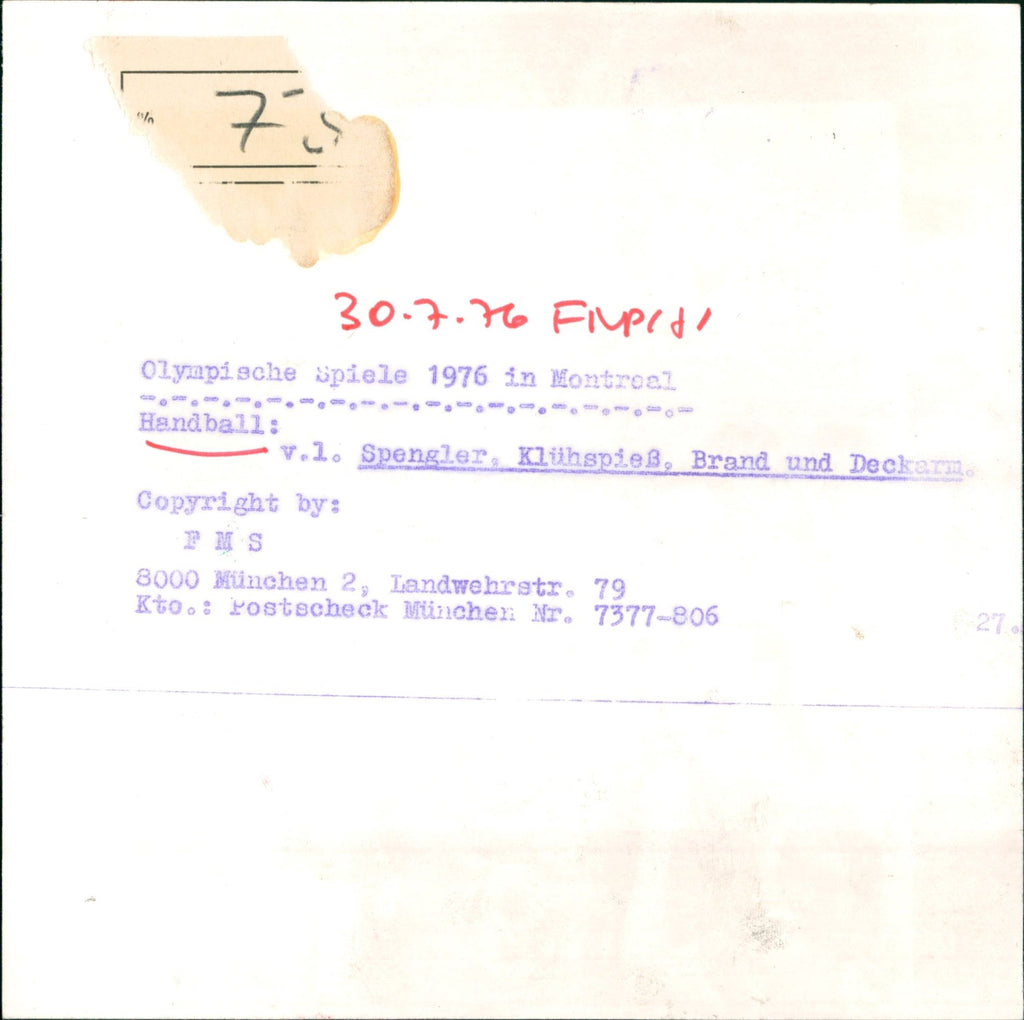 7
30.7.76
Olympische Spiele 1976 in Montreal
-.-.-.-.-.-.-.-.-.-.-.-.-.-.-.-.-.-
Handball:
v.l. Spengler, Klühspieß, Brand und Deckarm.
Copyright by:
F M S
8000 München 2, Landwehrstr. 79
Kto.: Postscheck München Nr. 7377-806
27.